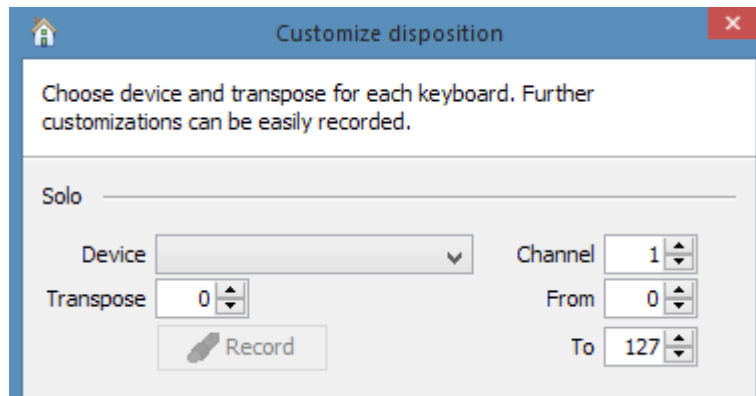 Customize disposition
Choose device and transpose for each keyboard. Further
customizations can be easily recorded.
Solo
Device
Channel 1
Transpose 0
From 0
Record
To 127